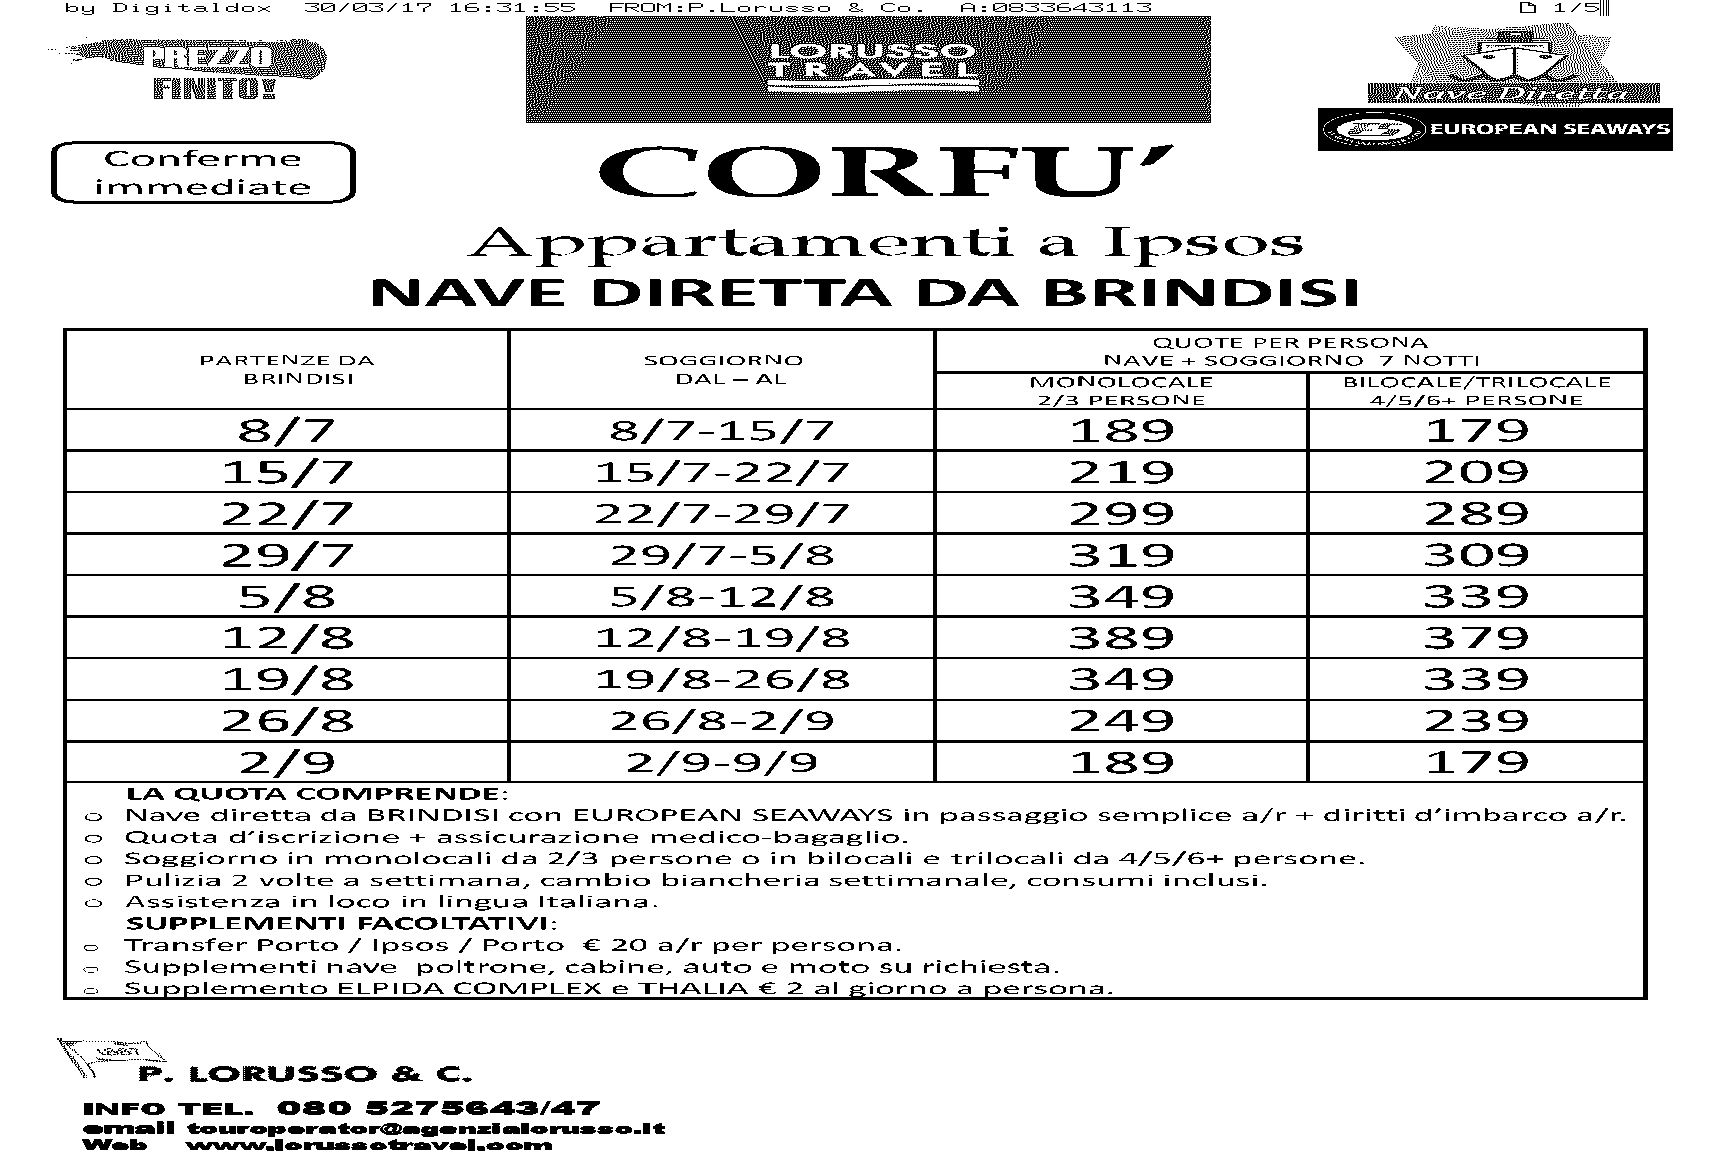 by Digitaldox 30/03/17 16:31:55 FROM:P.Lorusso & Co. A:0833643113 1/5
PREZZO
FINITO!
LORUSSO
TRAVEL
Nave Diretta
EUROPEAN SEAWAYS
Conferme
immediate
CORFU’
Appartamenti a Ipsos
NAVE DIRETTA DA BRINDISI
PARTENZE DA
BRINDISI
SOGGIORNO
DAL – AL
QUOTE PER PERSONA
NAVE + SOGGIORNO 7 NOTTI
MONOLOCALE
2/3 PERSONE
BILOCALE/TRILOCALE
4/5/6+ PERSONE
8/7 8/7-15/7 189 179
15/7 15/7-22/7 219 209
22/7 22/7-29/7 299 289
29/7 29/7-5/8 319 309
5/8 5/8-12/8 349 339
12/8 12/8-19/8 389 379
19/8 19/8-26/8 349 339
26/8 26/8-2/9 249 239
2/9 2/9-9/9 189 179
LA QUOTA COMPRENDE:
o Nave diretta da BRINDISI con EUROPEAN SEAWAYS in passaggio semplice a/r + diritti d’imbarco a/r.
o Quota d’iscrizione + assicurazione medico-bagaglio.
o Soggiorno in monolocali da 2/3 persone o in bilocali e trilocali da 4/5/6+ persone.
o Pulizia 2 volte a settimana, cambio biancheria settimanale, consumi inclusi.
o Assistenza in loco in lingua Italiana.
SUPPLEMENTI FACOLTATIVI:
o Transfer Porto / Ipsos / Porto € 20 a/r per persona.
o Supplementi nave poltrone, cabine, auto e moto su richiesta.
o Supplemento ELPIDA COMPLEX e THALIA € 2 al giorno a persona.
1887
P. LORUSSO & C.
INFO TEL. 080 5275643/47
email touroperator@agenzialorusso.it
Web www.lorussotravel.com